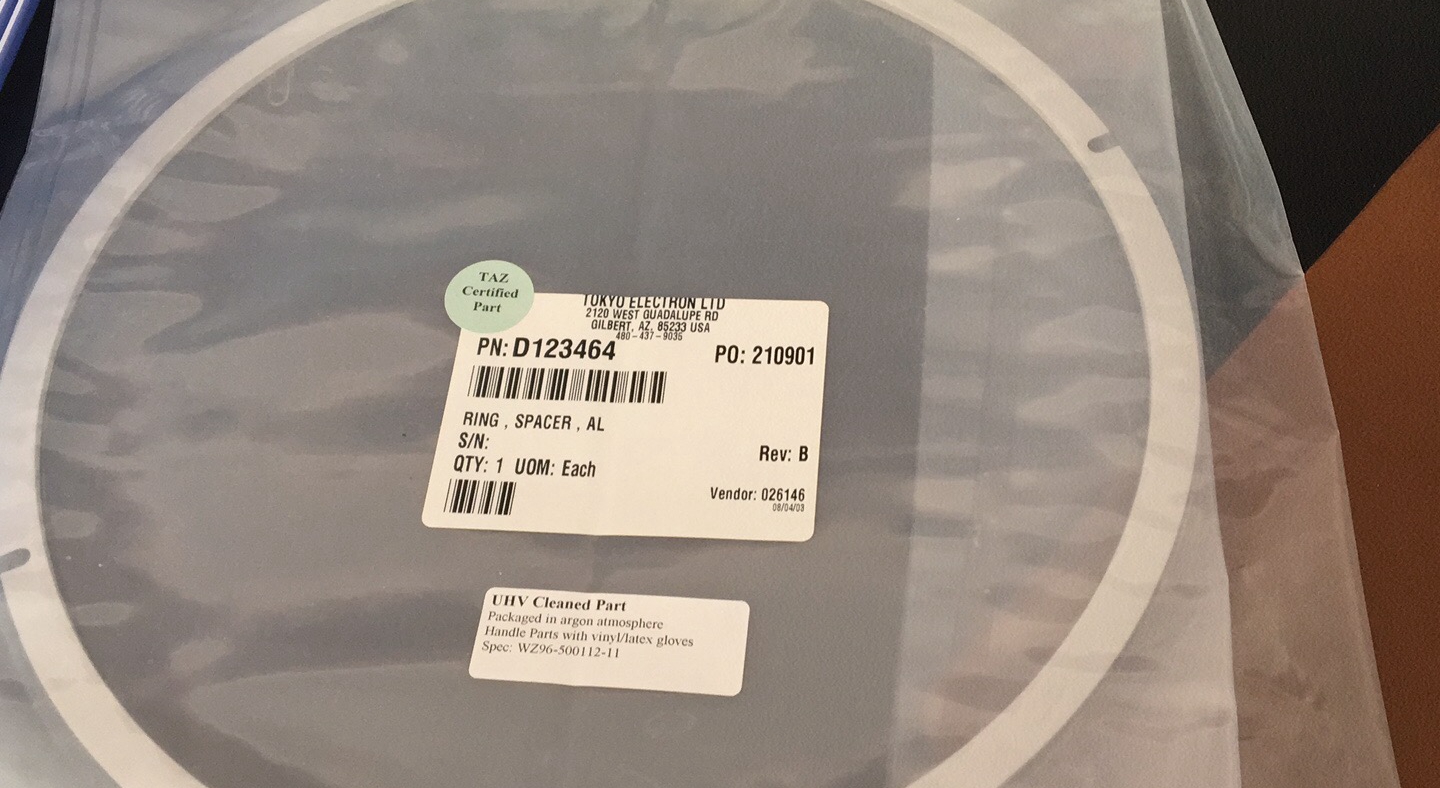 TAZ
Certified
Part
TOKYO ELECTRON LTD
2120 WEST GUADALUPE RD
GILBERT, AZ, 85233 USA
480-437-9035
PN: D123464
PO: 210901
RING , SPACER , AL
S/N:
Rev: B
QTY: 1 UOM: Each
Vendor: 026146
08/04/03
UHV Cleaned Part
Packaged in argon atmosphere
Handle Parts with vinyl/latex gloves
Spec: WZ96-500112-11